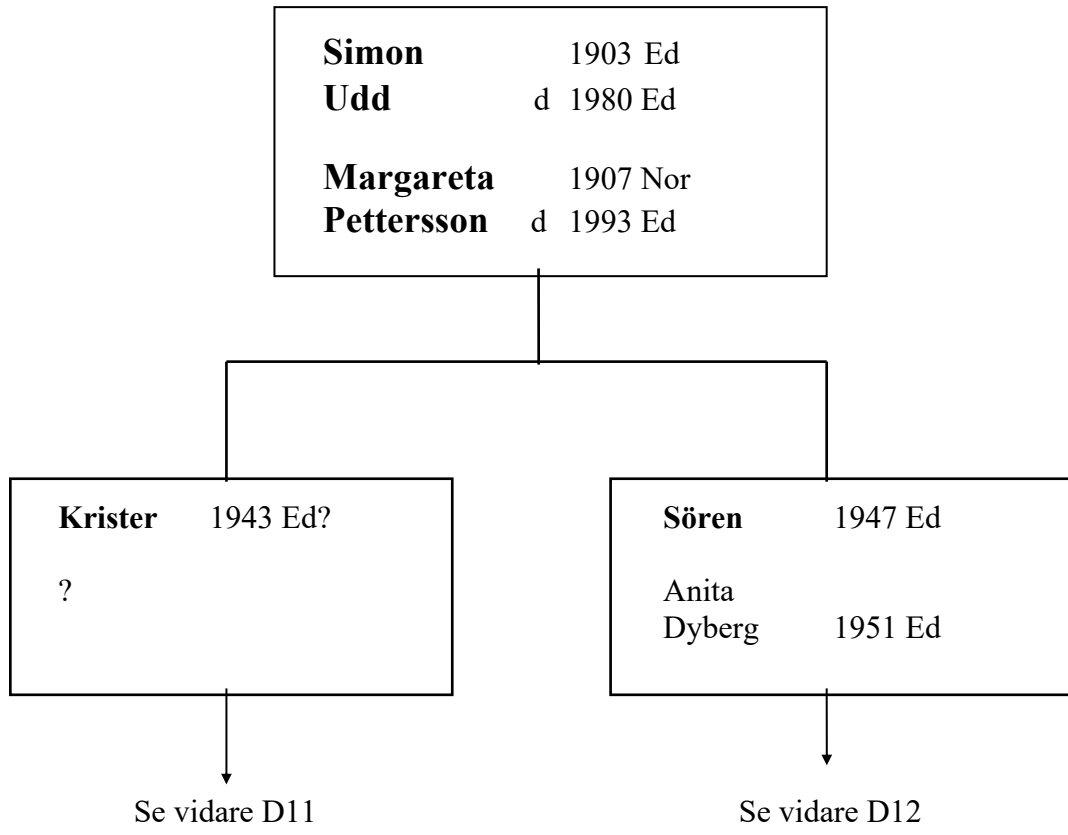 Simon 1903 Ed
Udd d 1980 Ed
Margareta 1907 Nor
Pettersson d 1993 Ed
Krister 1943 Ed?
?
Se vidare D11
Sören 1947 Ed
Anita
Dyberg 1951 Ed
Se vidare D12